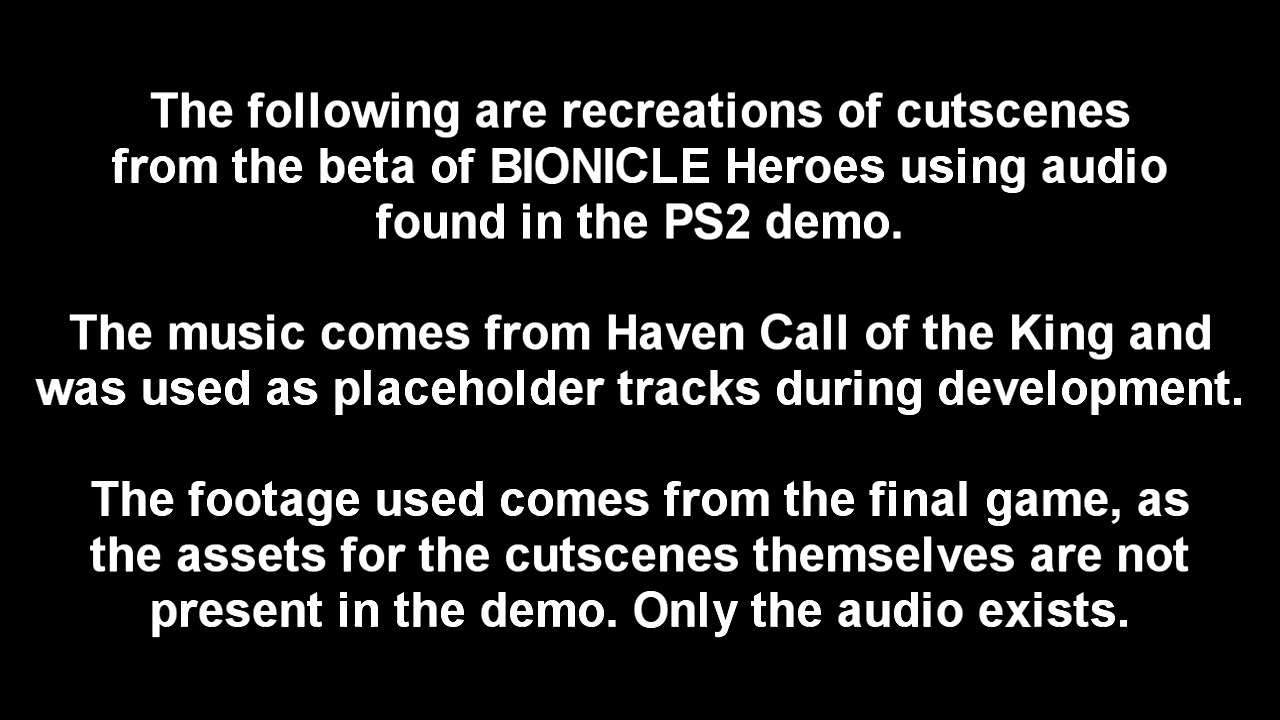 The following are recreations of cutscenes
from the beta of BIONICLE Heroes using audio
found in the PS2 demo.
The music comes from Haven Call of the King and
was used as placeholder tracks during development.
The footage used comes from the final game, as
the assets for the cutscenes themselves are not
present in the demo. Only the audio exists.